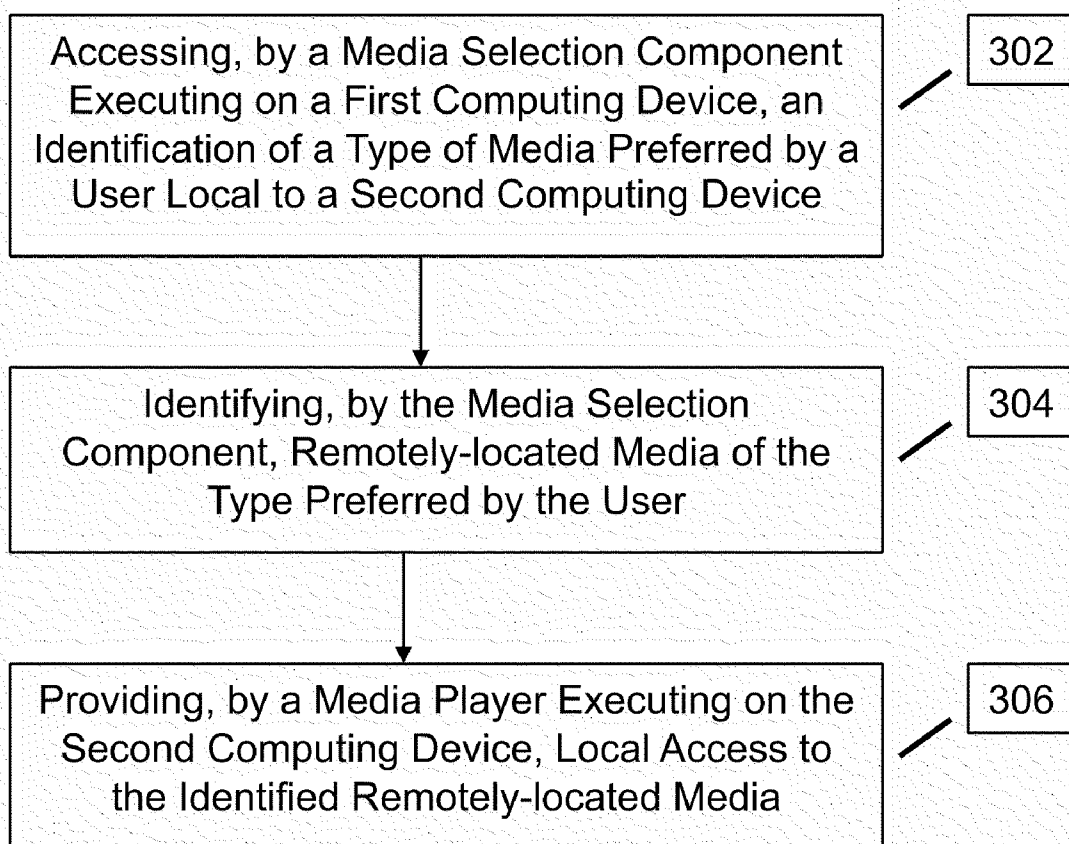 Accessing, by a Media Selection Component
Executing on a First Computing Device, an
Identification of a Type of Media Preferred by a
User Local to a Second Computing Device
302
Identifying, by the Media Selection
Component, Remotely-located Media of the
Type Preferred by the User
304
Providing, by a Media Player Executing on the
Second Computing Device, Local Access to
the Identified Remotely-located Media
306